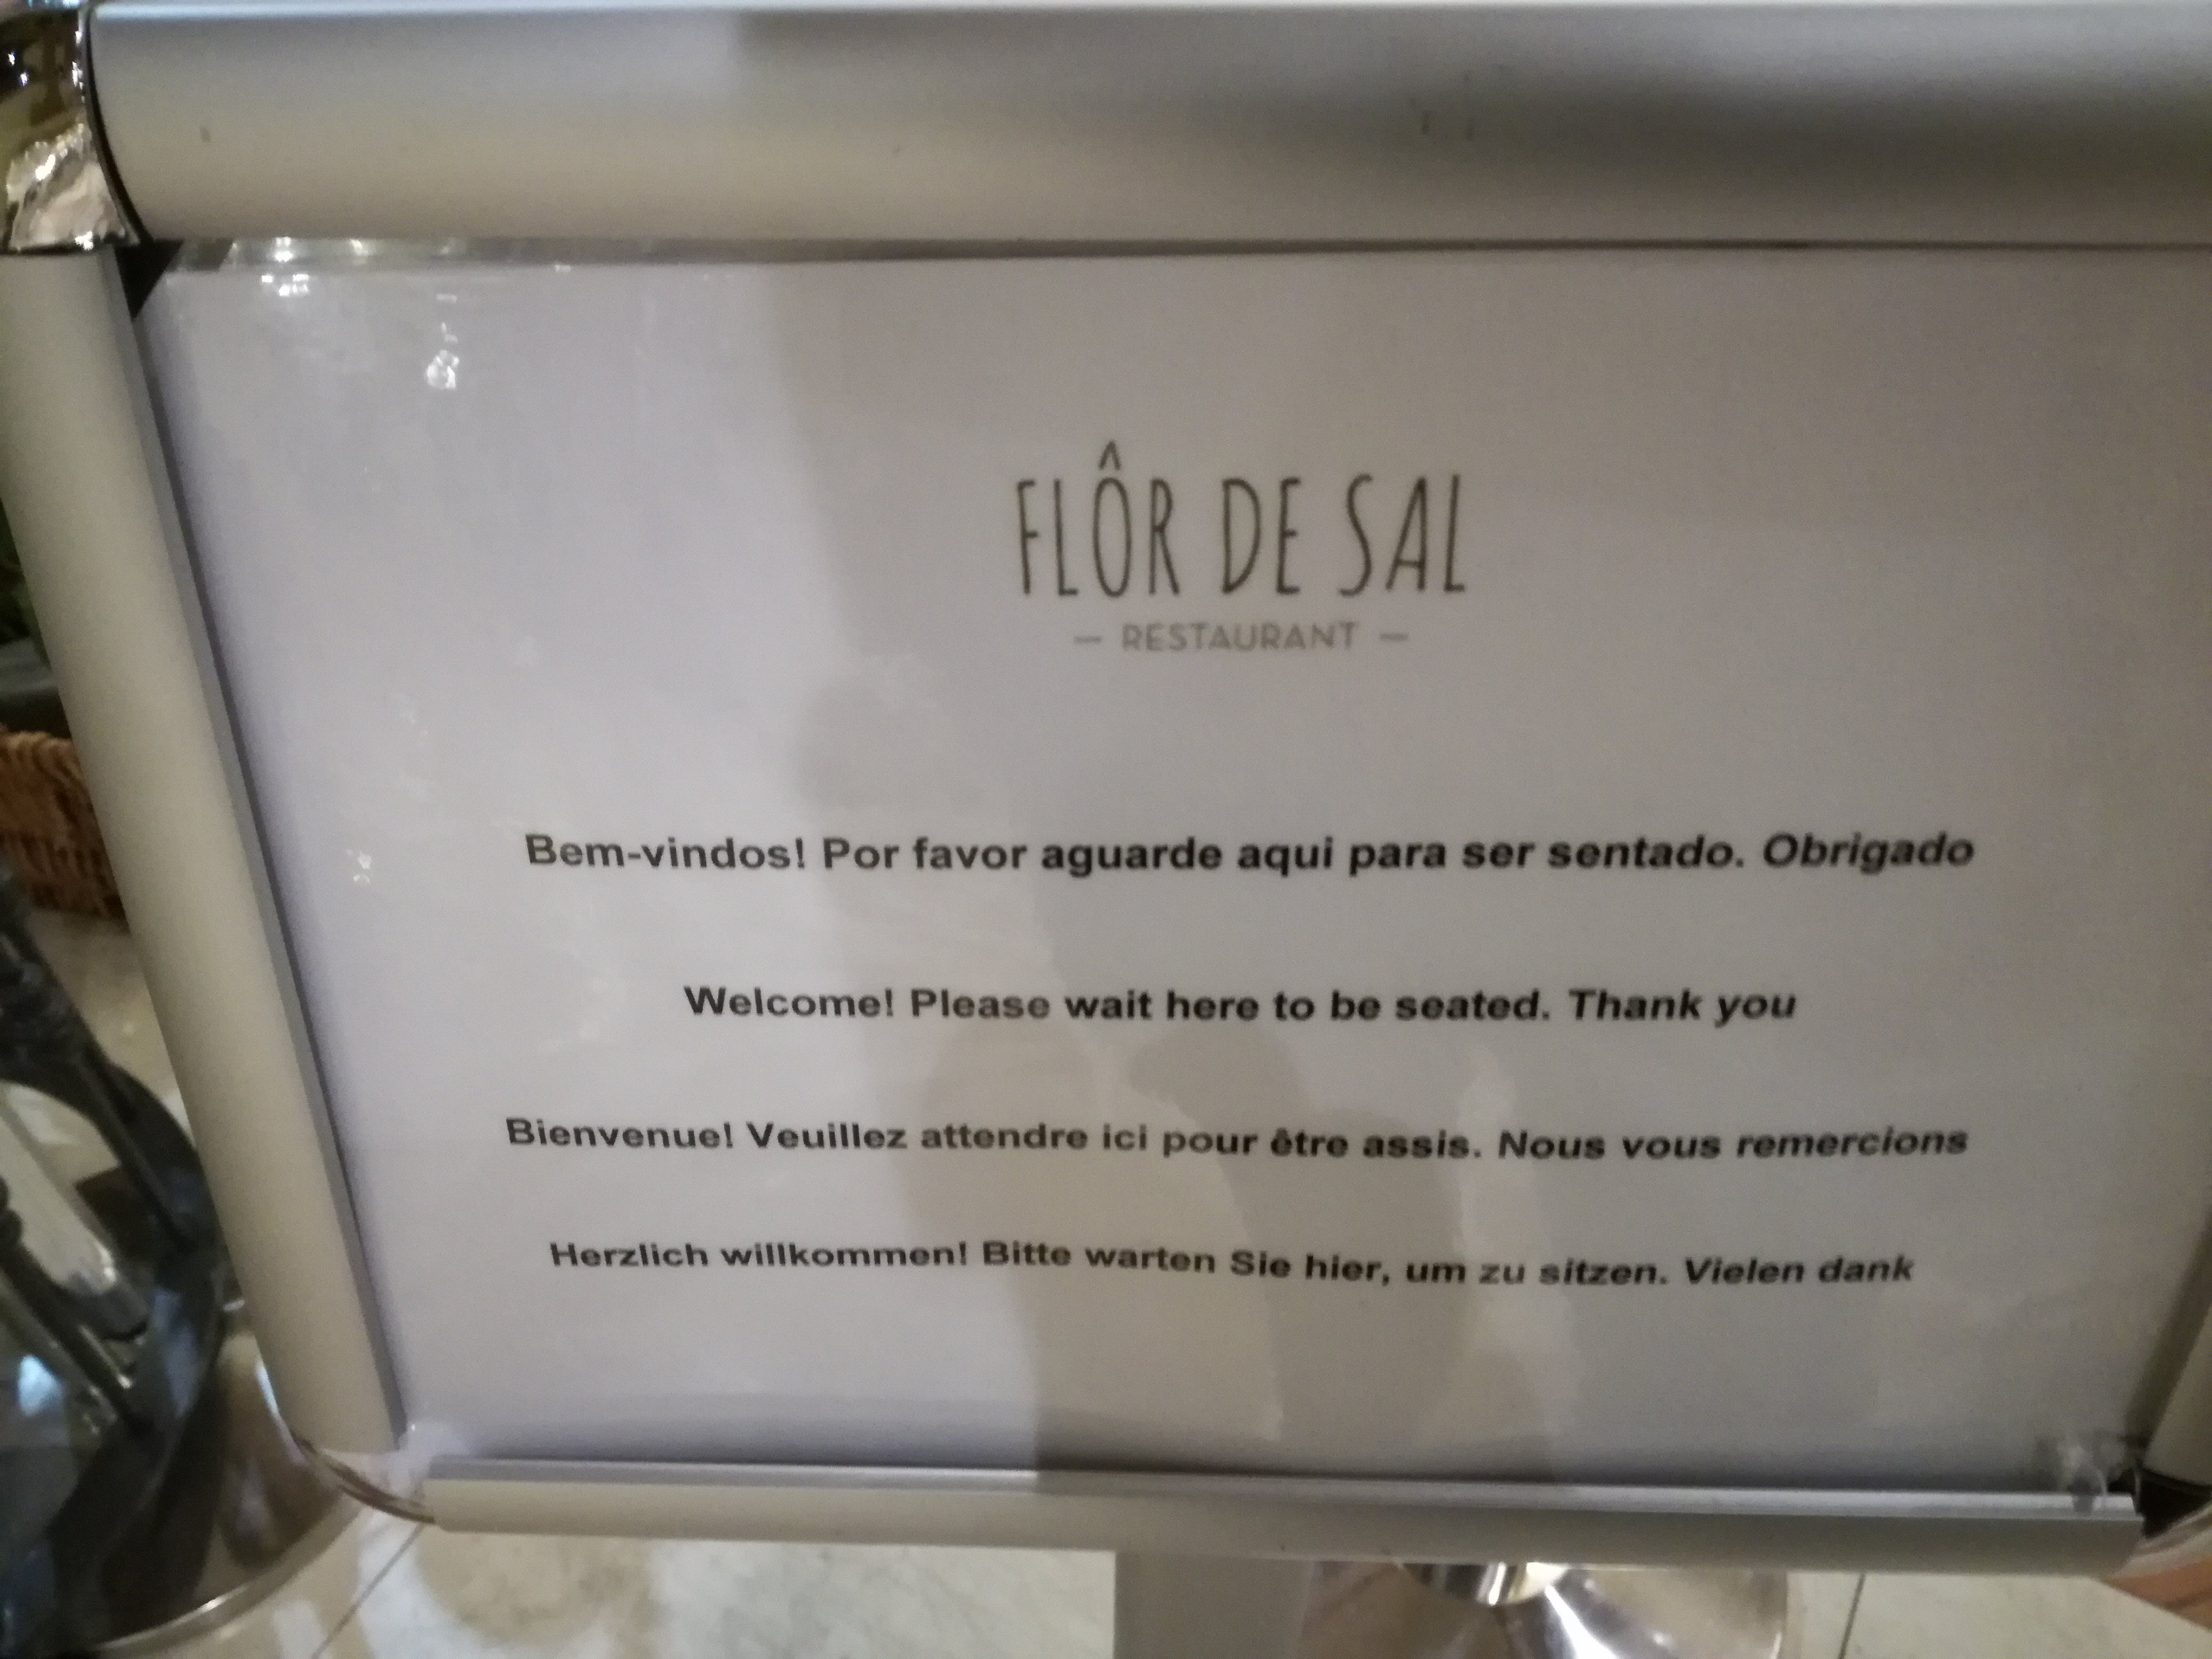 FLÔR DE SAL
— RESTAURANT —
Bem-vindos! Por favor aguarde aqui para ser sentado. Obrigado
Welcome! Please wait here to be seated. Thank you
Bienvenue! Veuillez attendre ici pour être assis. Nous vous remercions
Herzlich willkommen! Bitte warten Sie hier, um zu sitzen. Vielen dank